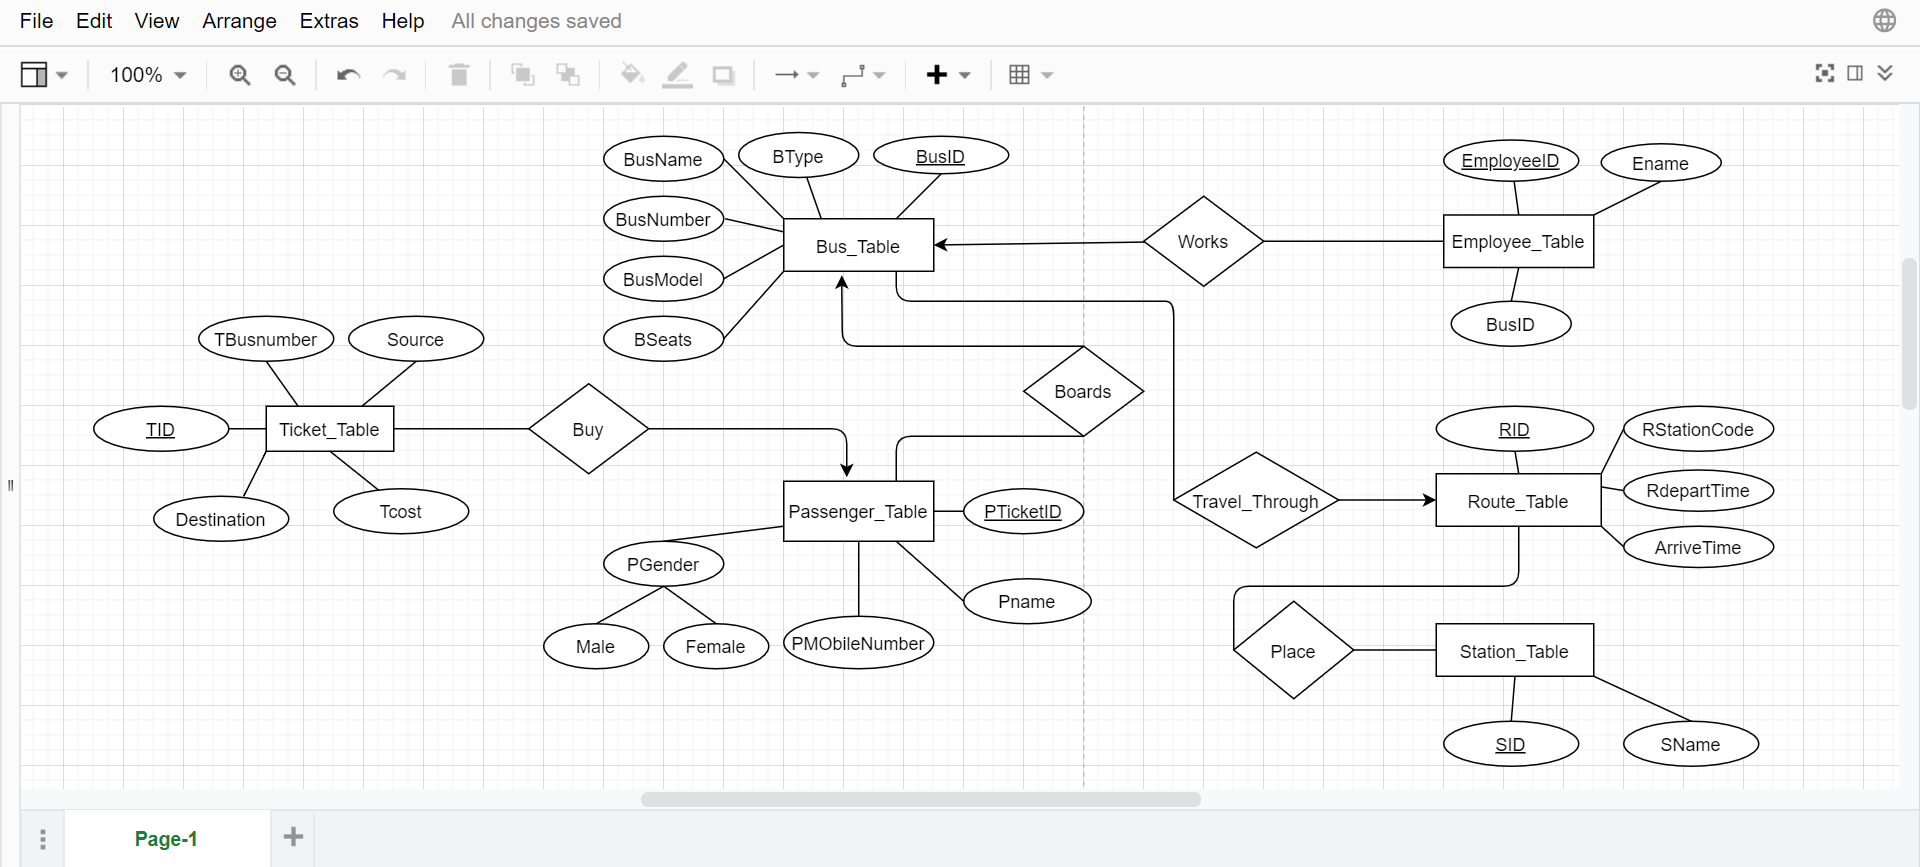 File Edit View Arrange Extras Help All changes saved
100%
BusName
BType
BusID
BusNumber
BusModel
BSeats
Bus_Table
Works
EmployeeID
Ename
Employee_Table
BusID
TBusnumber
Source
TID
Ticket_Table
Destination
Tcost
Buy
Boards
Passenger_Table
PTicketID
PGender
Male
Female
PMObileNumber
Pname
Travel_Through
RID
RStationCode
Route_Table
RdepartTime
ArriveTime
Place
Station_Table
SID
SName
Page-1